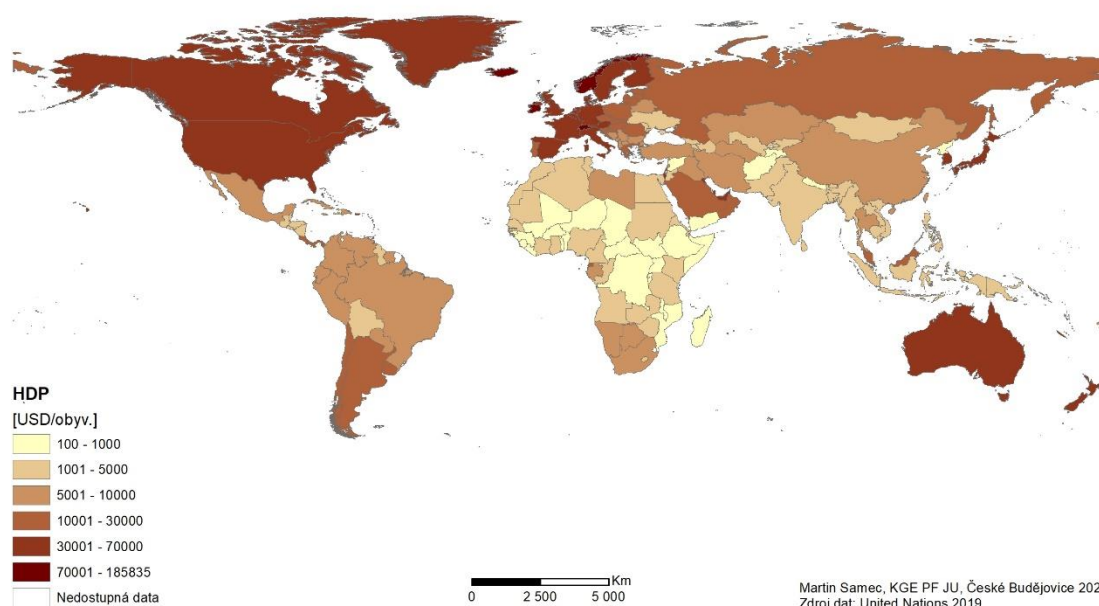 HDP
[USD/obyv.]
100 - 1000
1001 - 5000
5001 - 10000
10001 - 30000
30001 - 70000
70001 - 185835
Nedostupná data
Km
0 2 500 5 000
Martin Samec, KGE PF JU, České Budějovice 202
Zdroj dat: United Nations 2019